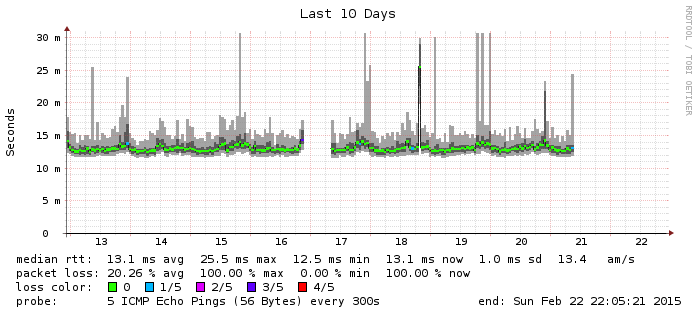 Last 10 Days
RRDTOOL / TOBI OETIKER
Seconds
30 m
25 m
20 m
15 m
10 m
5 m
0
13 14 15 16 17 18 19 20 21 22
median rtt: 13.1 ms avg 25.5 ms max 12.5 ms min 13.1 ms now 1.0 ms sd 13.4 am/s
packet loss: 20.26 % avg 100.00 % max 0.00 % min 100.00 % now
loss color: 0 1/5 2/5 3/5 4/5
probe: 5 ICMP Echo Pings (56 Bytes) every 300s end: Sun Feb 22 22:05:21 2015